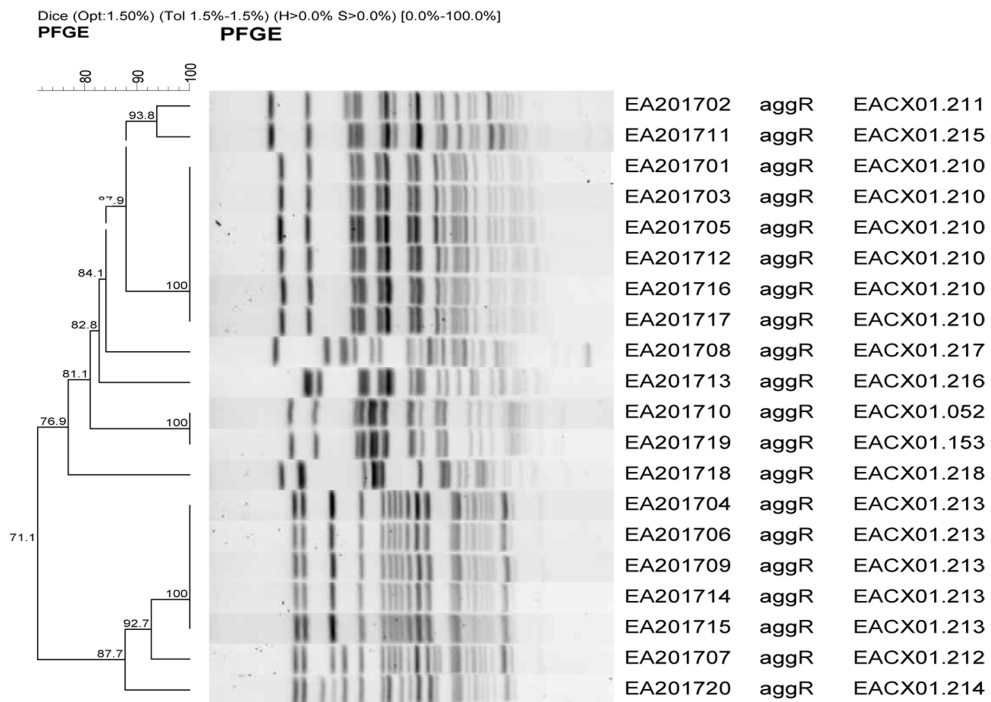 Dice (Opt:1.50%) (Tol 1.5%-1.5%) (H>0.0% S>0.0%) [0.0%-100.0%]
PFGE PFGE
80 90 100
EA201702 aggR EACX01.211
93.8
EA201711 aggR EACX01.215
EA201701 aggR EACX01.210
EA201703 aggR EACX01.210
EA201705 aggR EACX01.210
EA201712 aggR EACX01.210
84.1
100 EA201716 aggR EACX01.210
82.8 EA201717 aggR EACX01.210
EA201708 aggR EACX01.217
81.1 EA201713 aggR EACX01.216
EA201710 aggR EACX01.052
76.9 100
EA201719 aggR EACX01.153
EA201718 aggR EACX01.218
EA201704 aggR EACX01.213
71.1 EA201706 aggR EACX01.213
EA201709 aggR EACX01.213
100 EA201714 aggR EACX01.213
92.7 EA201715 aggR EACX01.213
87.7 EA201707 aggR EACX01.212
EA201720 aggR EACX01.214